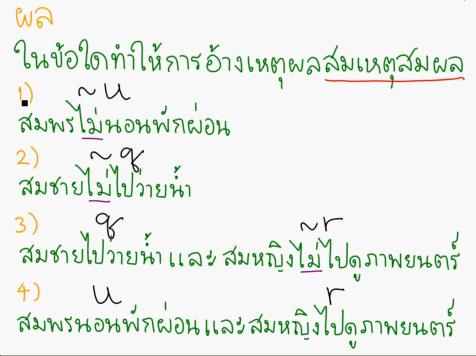 ผล
ในข้อใดทำให้การอ้างเหตุผลสมเหตุสมผล
1) ~u
สมพรไม่นอนพักผ่อน
2) ~q
สมชายไม่ไปว่ายน้ำ
3) q ~r
สมชายไปว่ายน้ำ และ สมหญิงไม่ไปดูภาพยนตร์
4) u r
สมพรนอนพักผ่อนและสมหญิงไปดูภาพยนตร์